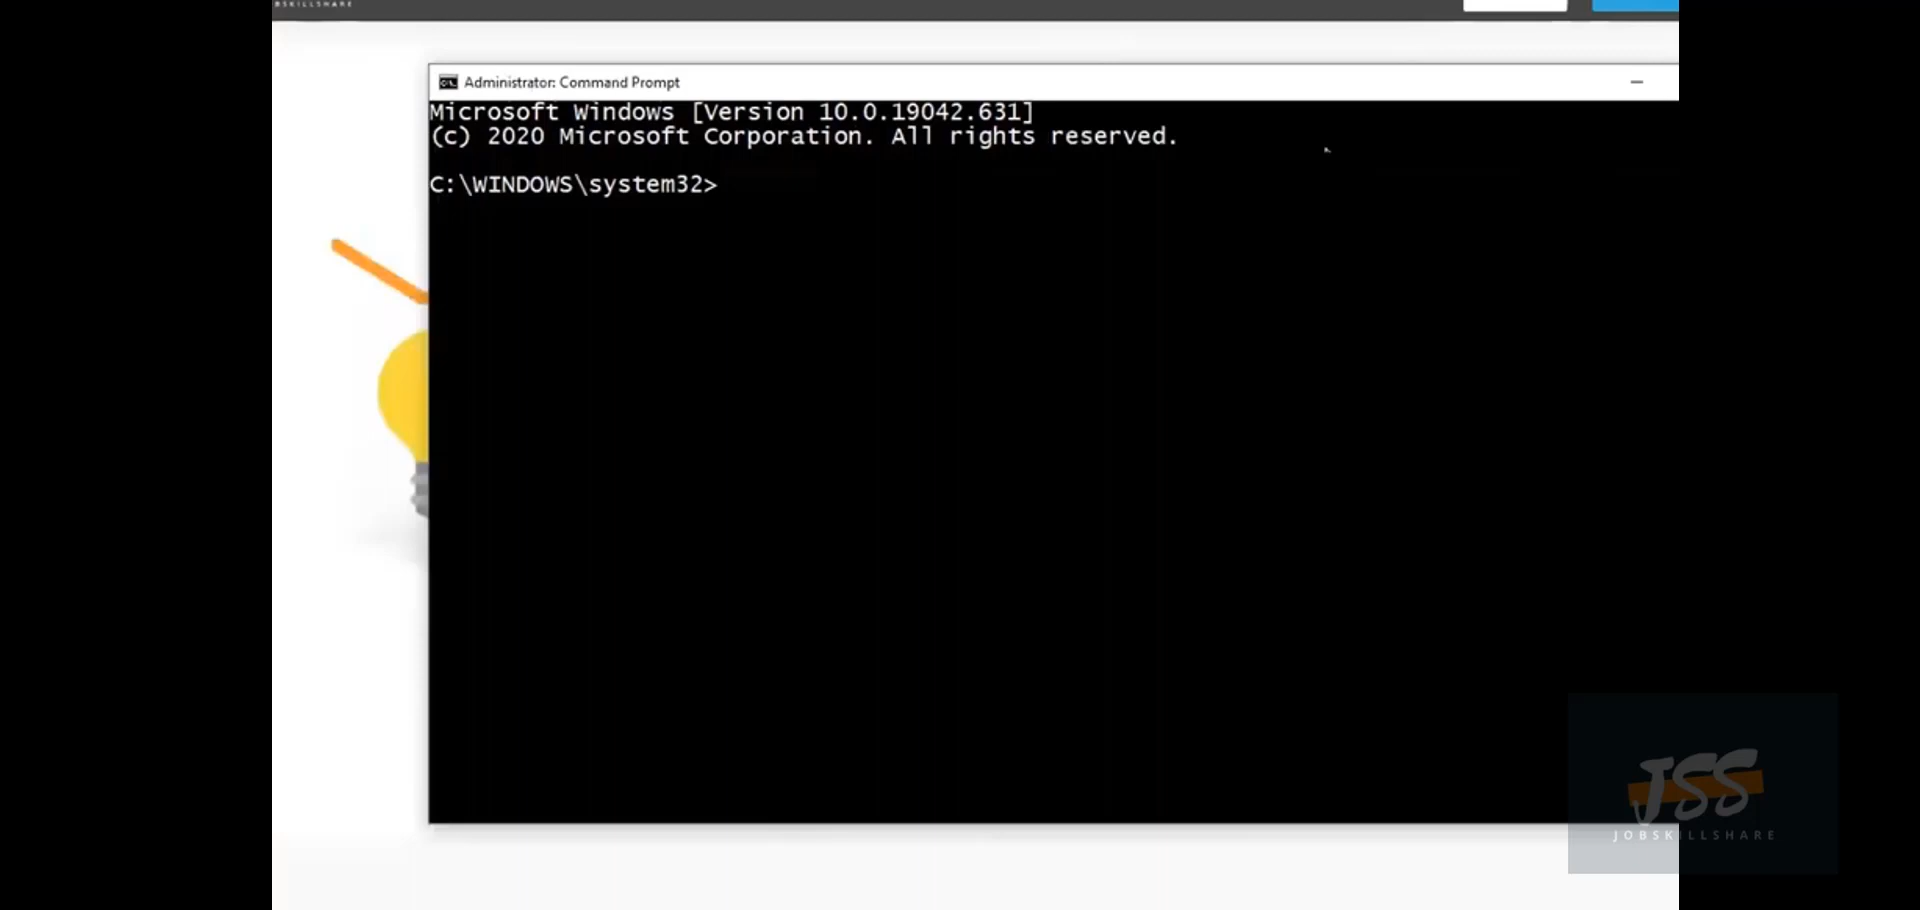 BSKILLSHARE
Administrator: Command Prompt
Microsoft Windows [Version 10.0.19042.631]
(c) 2020 Microsoft Corporation. All rights reserved.
C:\WINDOWS\system32>
JSS
JOBSKILLSHARE